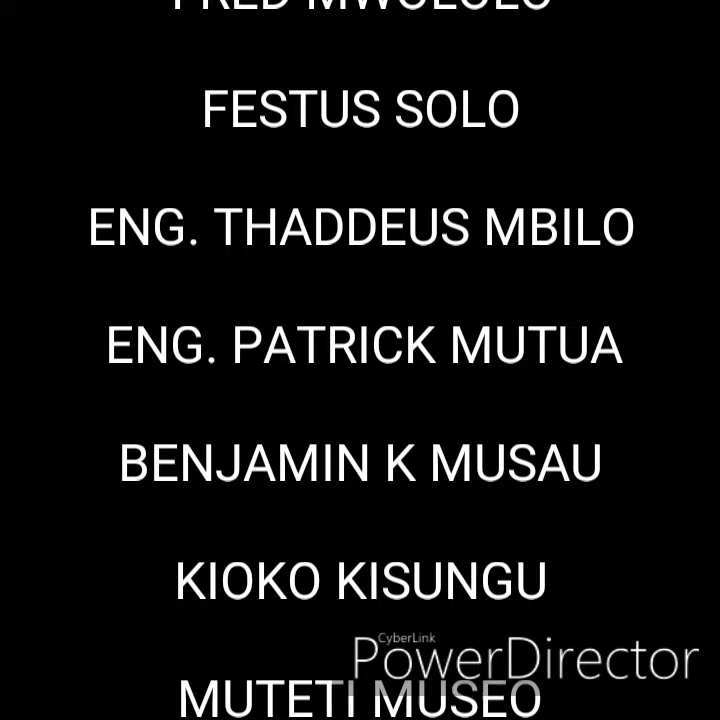 FESTUS SOLO
ENG. THADDEUS MBILO
ENG. PATRICK MUTUA
BENJAMIN K MUSAU
KIOKO KISUNGU
CyberLink
PowerDirector
MUTETI MUSEO